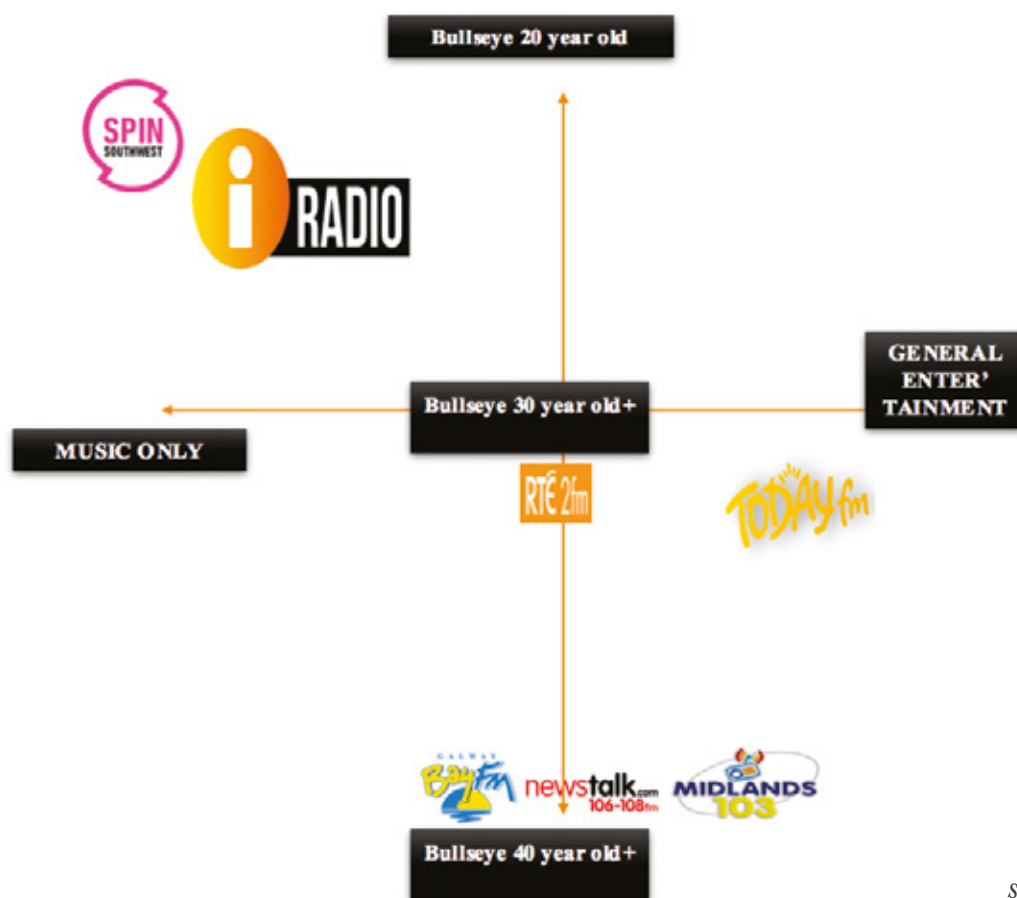 Bullseye 20 year old
SPIN
SOUTHWEST
i RADIO
GENERAL
ENTER’
TAINMENT
Bullseye 30 year old+
MUSIC ONLY
RTÉ 2fm
TODAY fm
GALWAY
Bay Fm
newstalk.com
106-108fm
MIDLANDS
103
Bullseye 40 year old+
s